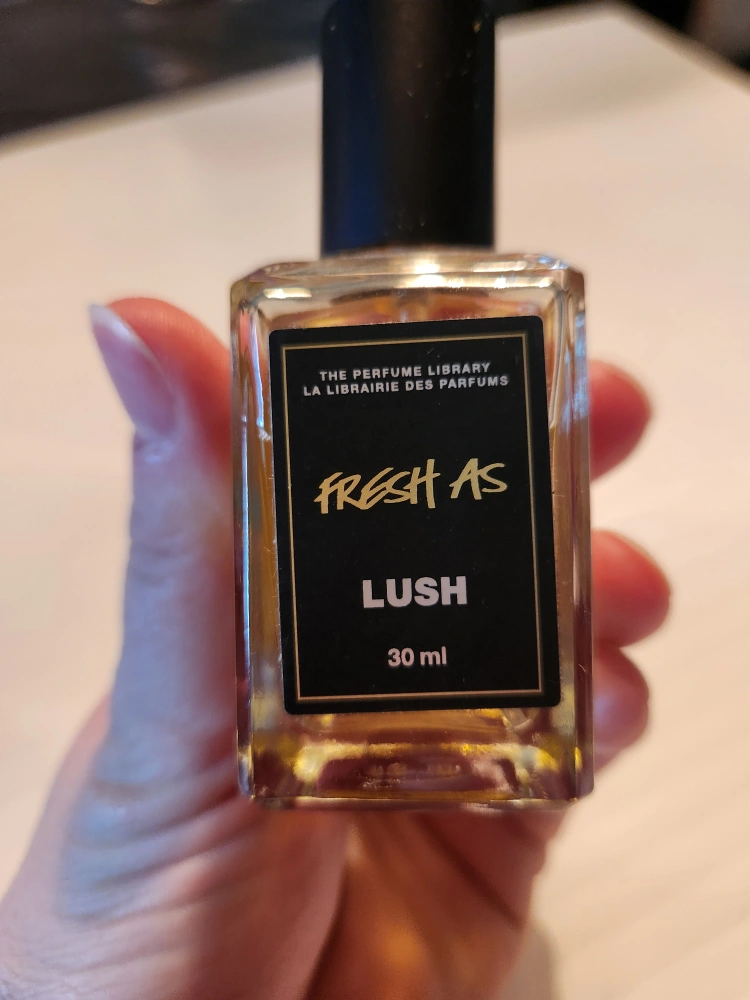 THE PERFUME LIBRARY
LA LIBRAIRIE DES PARFUMS
FRESH AS
LUSH
30 ml